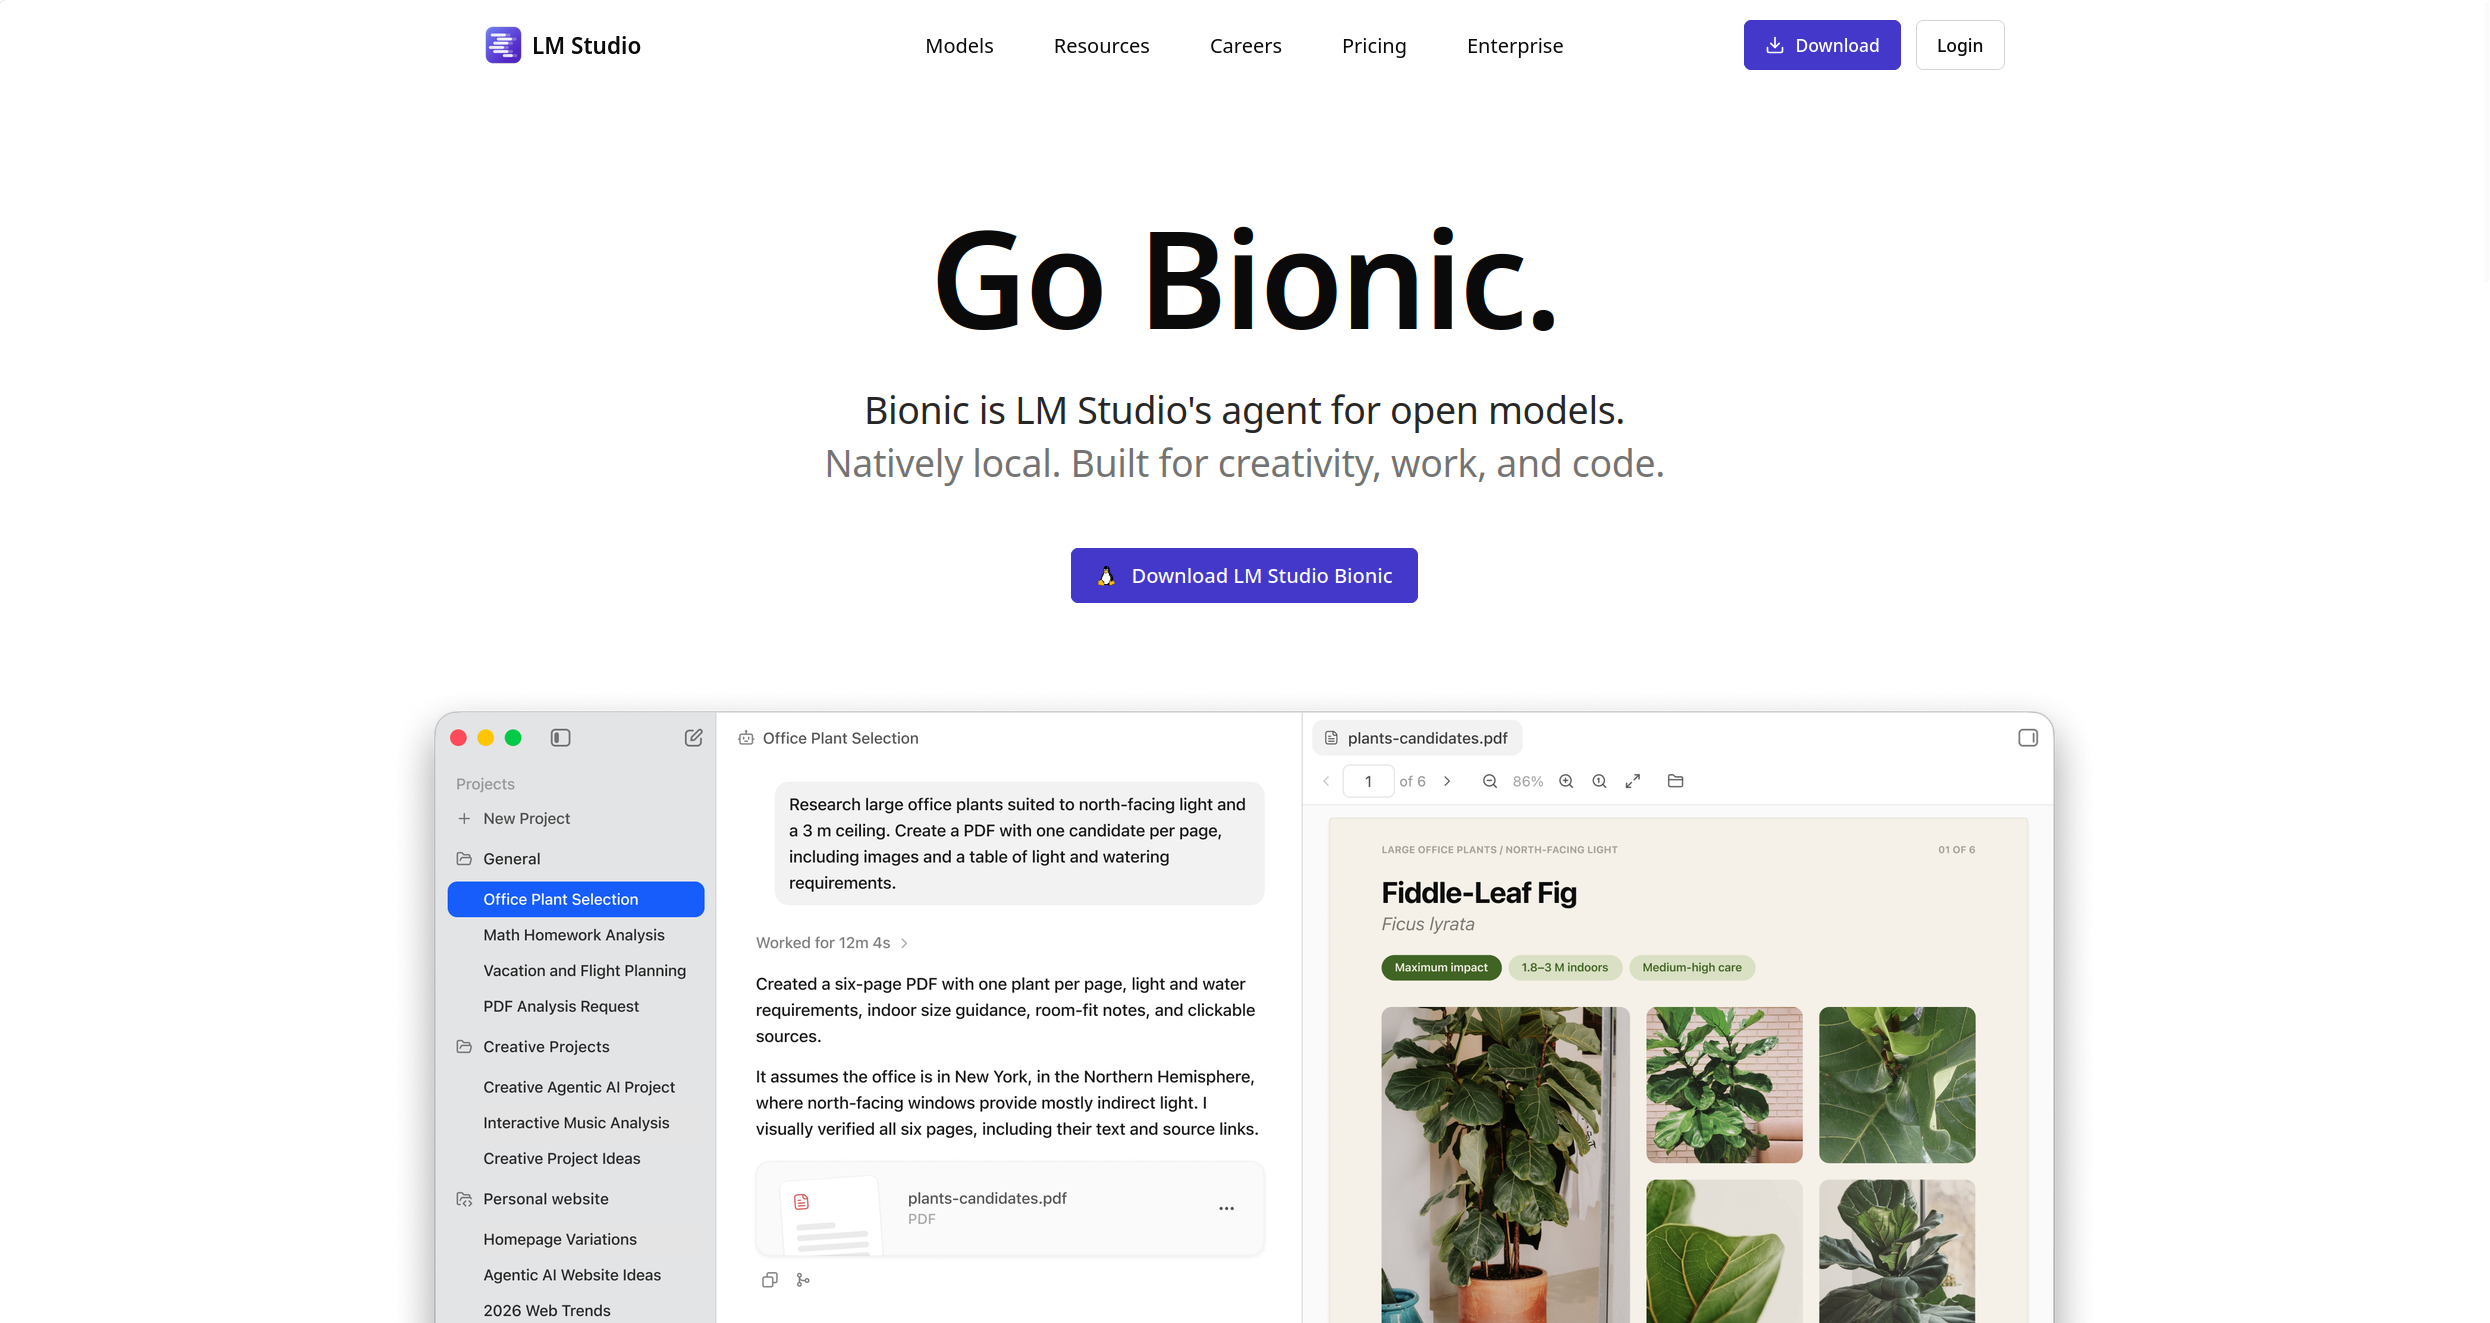 LM Studio
Models
Resources
Careers
Pricing
Enterprise
Download
Login
Go Bionic.
Bionic is LM Studio's agent for open models.
Natively local. Built for creativity, work, and code.
Download LM Studio Bionic
Projects
New Project
General
Office Plant Selection
Math Homework Analysis
Vacation and Flight Planning
PDF Analysis Request
Creative Projects
Creative Agentic AI Project
Interactive Music Analysis
Creative Project Ideas
Personal website
Homepage Variations
Agentic AI Website Ideas
2026 Web Trends
Office Plant Selection
Research large office plants suited to north-facing light and
a 3 m ceiling. Create a PDF with one candidate per page,
including images and a table of light and watering
requirements.
Worked for 12m 4s
Created a six-page PDF with one plant per page, light and water
requirements, indoor size guidance, room-fit notes, and clickable
sources.
It assumes the office is in New York, in the Northern Hemisphere,
where north-facing windows provide mostly indirect light. I
visually verified all six pages, including their text and source links.
plants-candidates.pdf
PDF
plants-candidates.pdf
1 of 6
86%
LARGE OFFICE PLANTS / NORTH-FACING LIGHT
01 OF 6
Fiddle-Leaf Fig
Ficus lyrata
Maximum impact
1.8–3 M indoors
Medium-high care